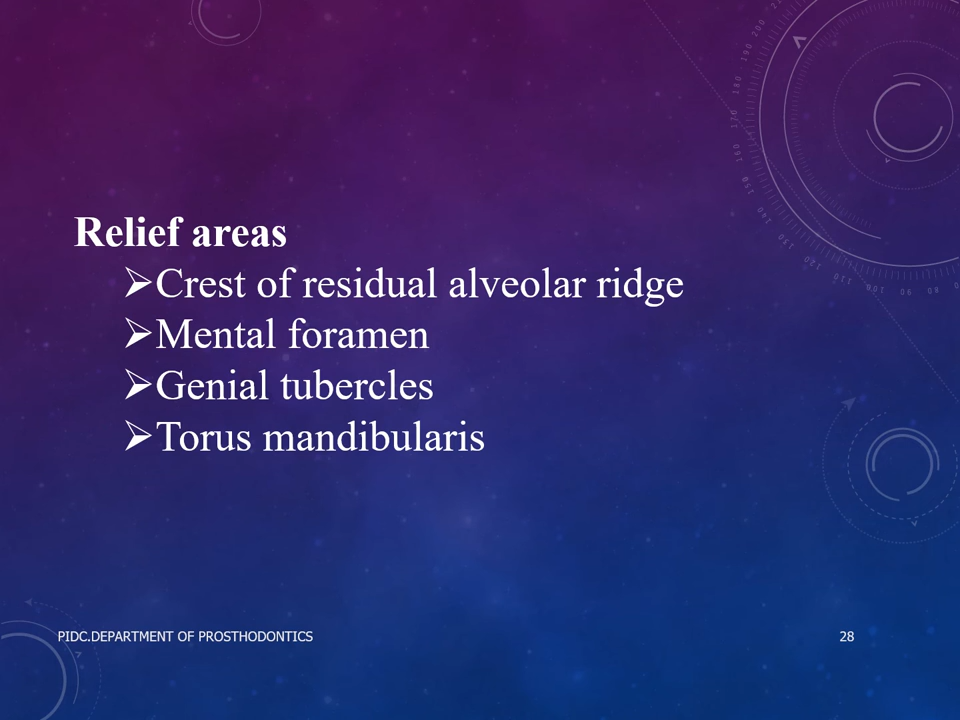 Relief areas
➢Crest of residual alveolar ridge
➢Mental foramen
➢Genial tubercles
➢Torus mandibularis
PIDC.DEPARTMENT OF PROSTHODONTICS
28